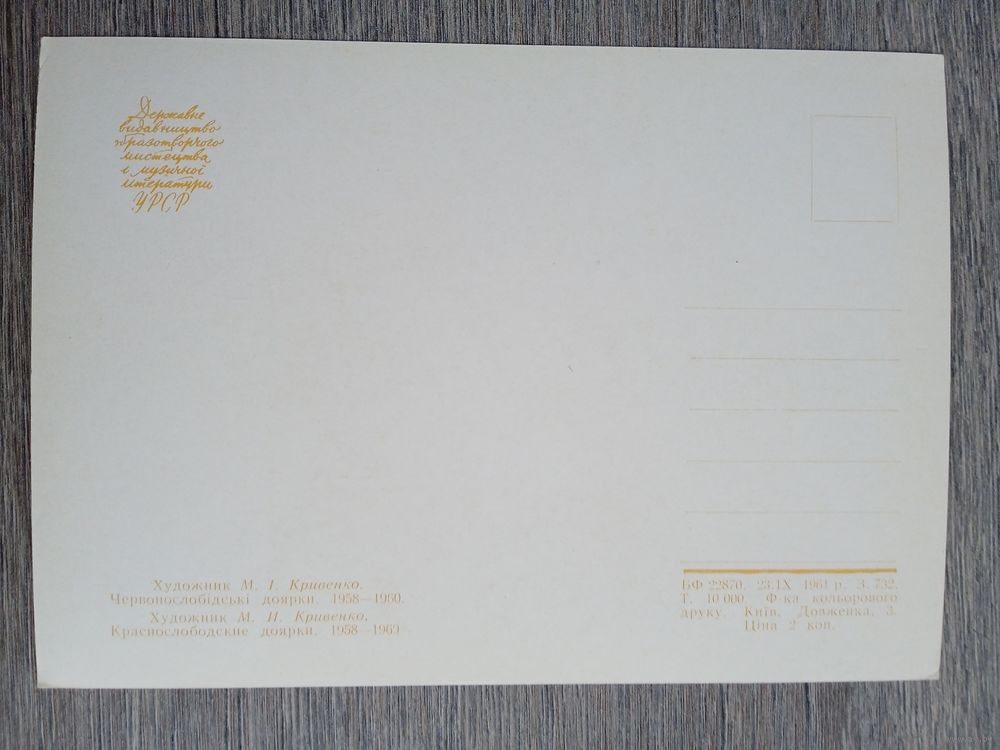 Державне
видавництво
образотворчого
мистецтва
і музичної
літератури
УРСР
Художник М. І. Кривенко.
Червонослобідські доярки. 1958—1960.
Художник М. И. Кривенко.
Краснослободские доярки. 1958—1960
БФ 22870. 23.IX 1961 р. З. 732.
Т. 10 000. Ф-ка кольорового
друку, Київ, Довженка, 3.
Ціна 2 коп.